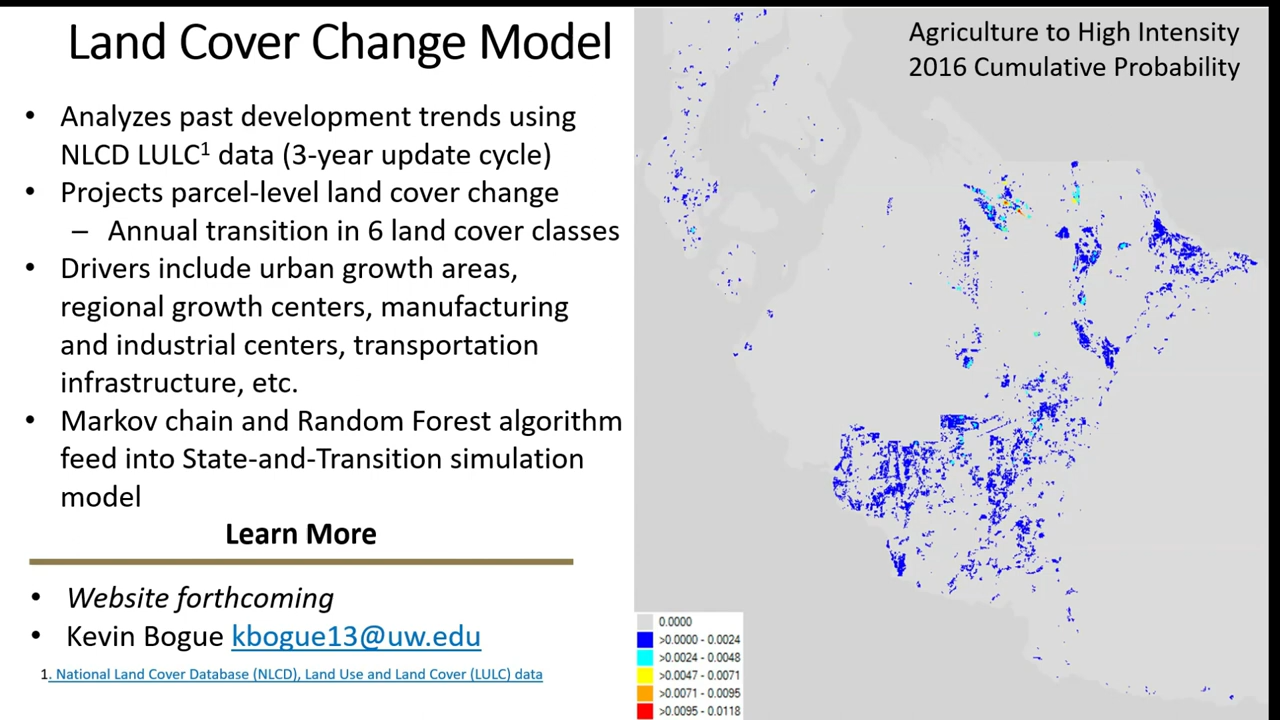 Land Cover Change Model
• Analyzes past development trends using
NLCD LULC1 data (3-year update cycle)
• Projects parcel-level land cover change
– Annual transition in 6 land cover classes
• Drivers include urban growth areas,
regional growth centers, manufacturing
and industrial centers, transportation
infrastructure, etc.
• Markov chain and Random Forest algorithm
feed into State-and-Transition simulation
model
Learn More
• Website forthcoming
• Kevin Bogue kbogue13@uw.edu
1. National Land Cover Database (NLCD), Land Use and Land Cover (LULC) data
Agriculture to High Intensity
2016 Cumulative Probability
0.0000
>0.0000 - 0.0024
>0.0024 - 0.0048
>0.0047 - 0.0071
>0.0071 - 0.0095
>0.0095 - 0.0118